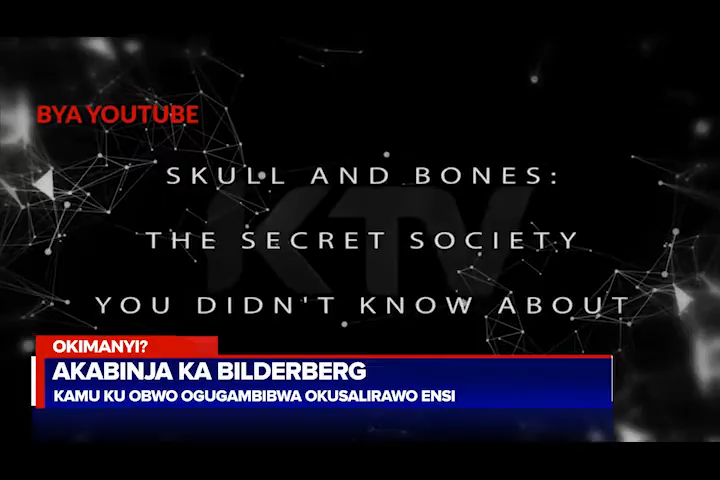 BYA YOUTUBE
SKULL AND BONES:
KTV
THE SECRET SOCIETY
YOU DIDN'T KNOW ABOUT
OKIMANYI?
AKABINJA KA BILDERBERG
KAMU KU OBWO OGUGAMBIBWA OKUSALIRAWO ENSI